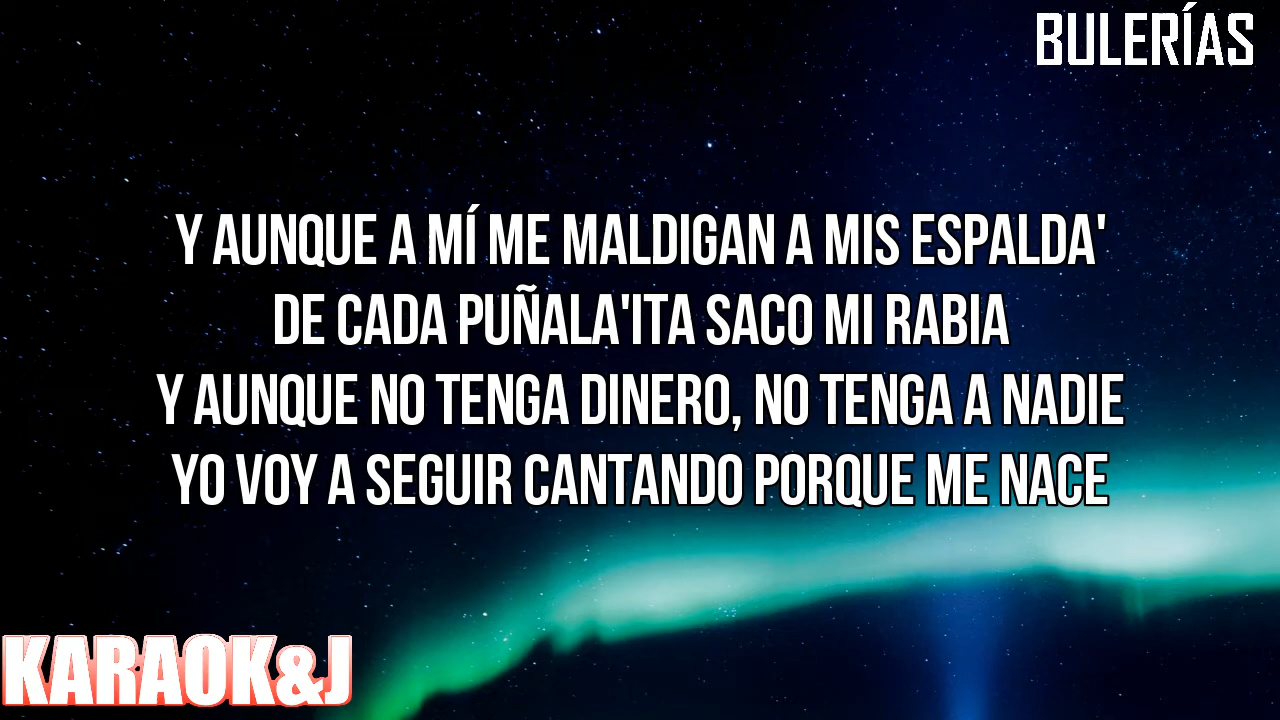 BULERÍAS
Y AUNQUE A MÍ ME MALDIGAN A MIS ESPALDA'
DE CADA PUÑALA'ITA SACO MI RABIA
Y AUNQUE NO TENGA DINERO, NO TENGA A NADIE
YO VOY A SEGUIR CANTANDO PORQUE ME NACE
KARAOK&J